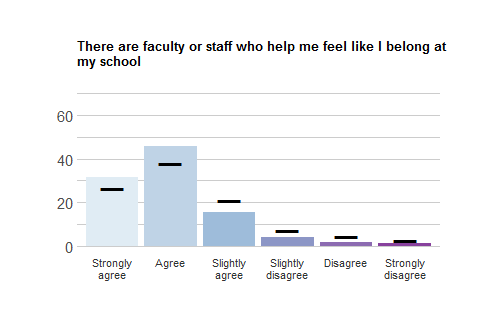 There are faculty or staff who help me feel like I belong at
my school
60
40
20
0
Strongly
agree
Agree
Slightly
agree
Slightly
disagree
Disagree
Strongly
disagree